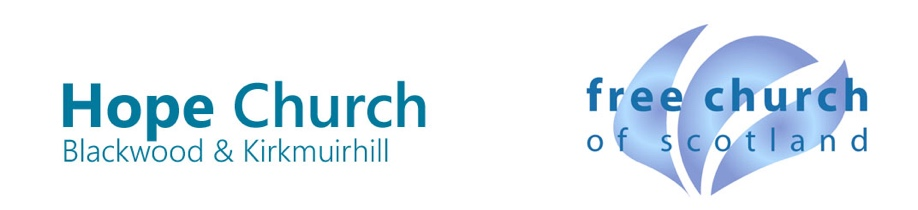 Hope Church
Blackwood & Kirkmuirhill
free church
of scotland